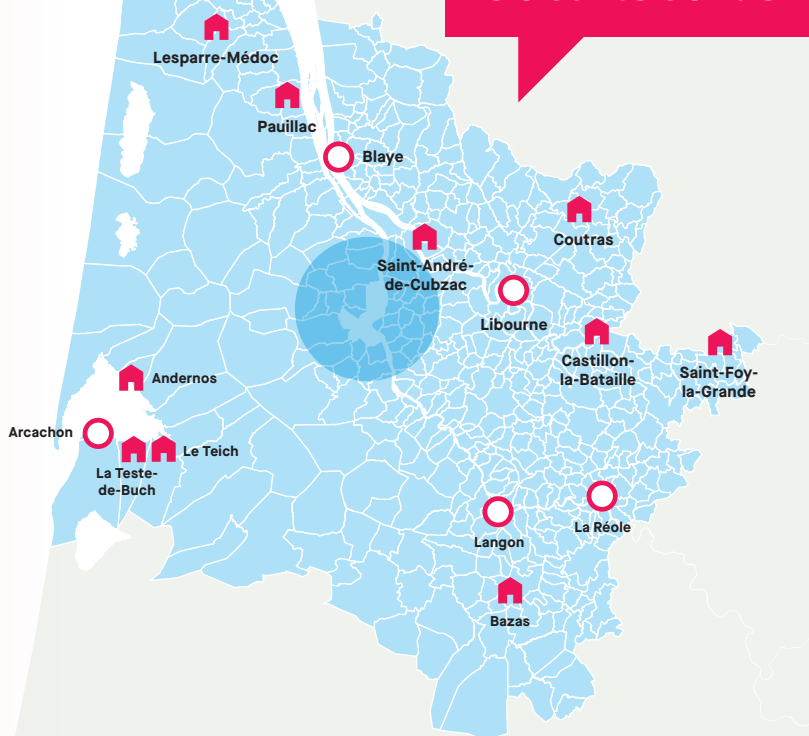 Lesparre-Médoc
Pauillac
Blaye
Coutras
Saint-André-
de-Cubzac
Libourne
Castillon-
la-Bataille
Saint-Foy-
la-Grande
Andernos
Arcachon
Le Teich
La Teste-
de-Buch
La Réole
Langon
Bazas